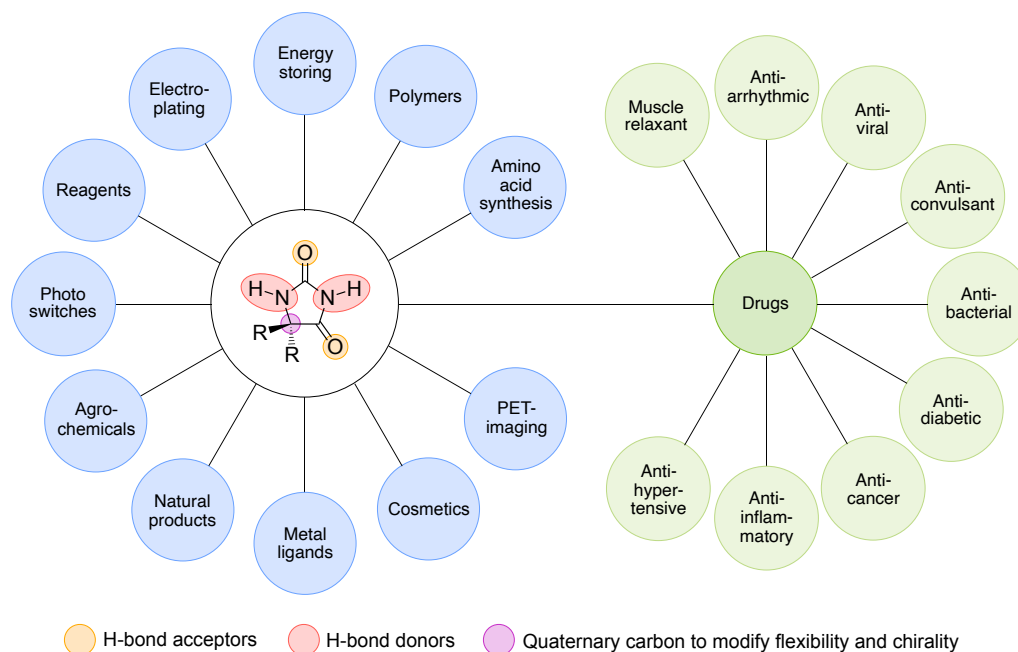 Energy
storing
Electro-
plating
Polymers
Reagents
Amino
acid
synthesis
Photo
switches
Agro-
chemicals
PET-
imaging
Natural
products
Metal
ligands
Cosmetics
O
H
N
N
H
R
R
O
Drugs
Muscle
relaxant
Anti-
arrhythmic
Anti-
viral
Anti-
convulsant
Anti-
bacterial
Anti-
diabetic
Anti-
cancer
Anti-
inflam-
matory
Anti-
hyper-
tensive
H-bond acceptors
H-bond donors
Quaternary carbon to modify flexibility and chirality